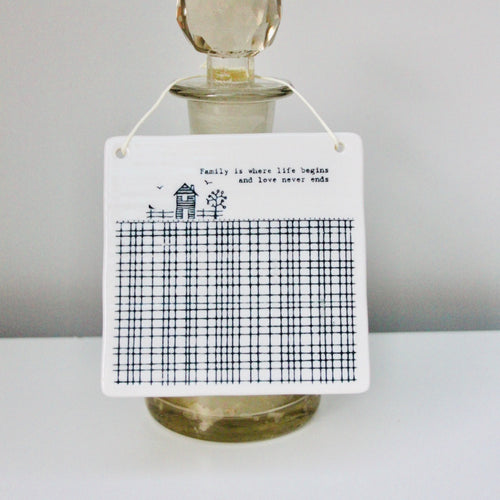 Family is where life begins
and love never ends